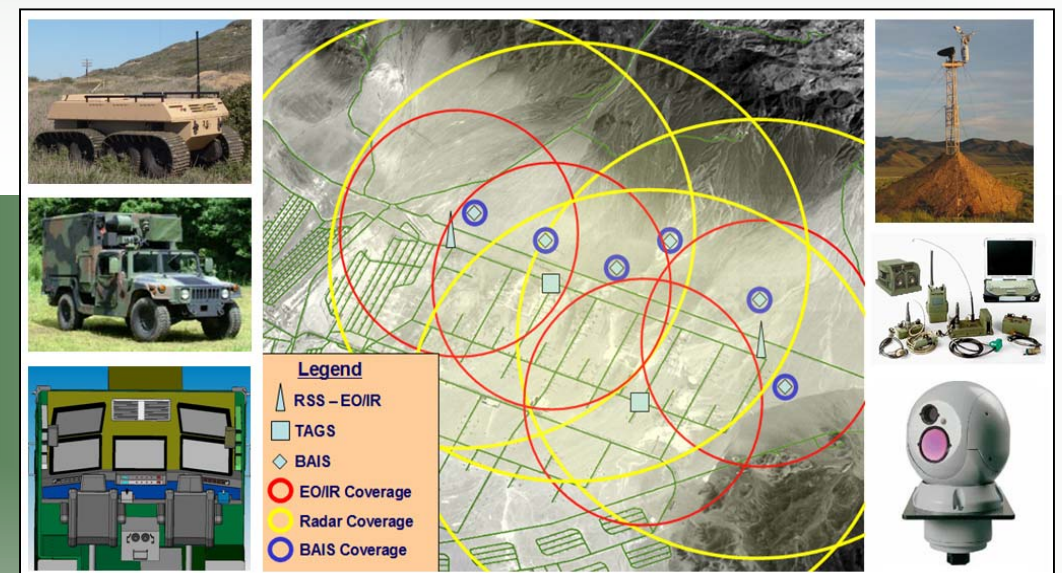 Legend
RSS – EO/IR
TAGS
BAIS
EO/IR Coverage
Radar Coverage
BAIS Coverage